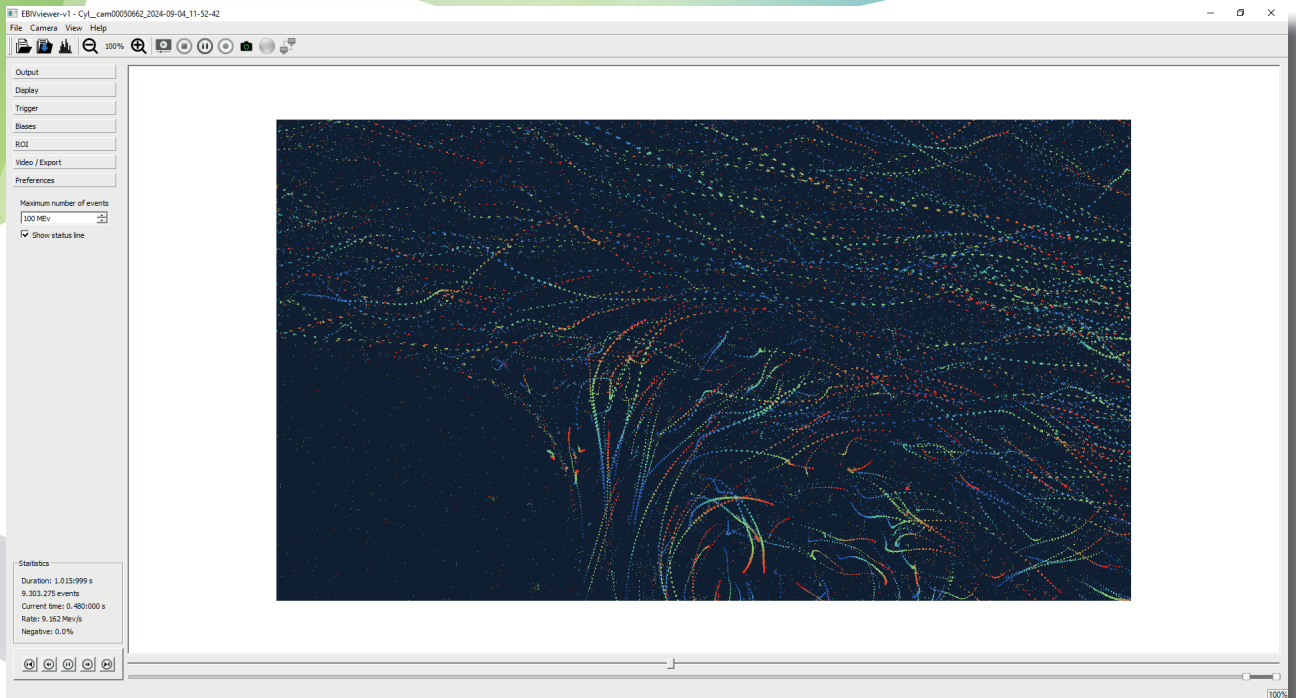 EBIVviewer-v1 - Cyl__cam00050662_2024-09-04_11-52-42
File Camera View Help
100%
Output
Display
Trigger
Biases
ROI
Video / Export
Preferences
Maximum number of events
100 MEv
Show status line
Statistics
Duration: 1.015:999 s
9.303.275 events
Current time: 0.480:000 s
Rate: 9.162 Mev/s
Negative: 0.0%
100%